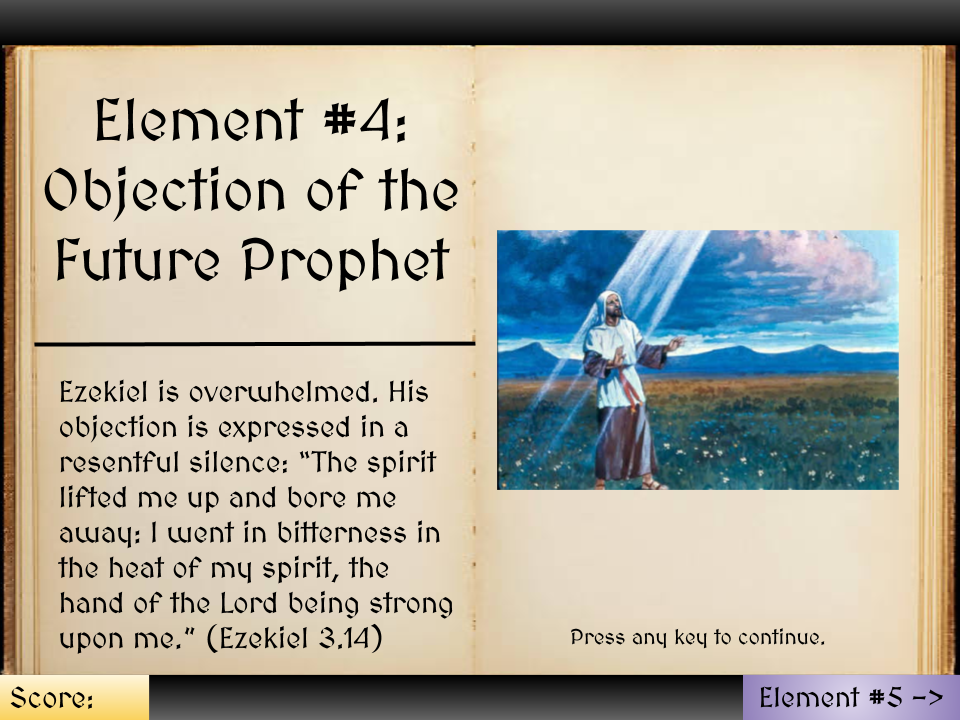 Element #4:
Objection of the
Future Prophet
Ezekiel is overwhelmed. His
objection is expressed in a
resentful silence: "The spirit
lifted me up and bore me
away: I went in bitterness in
the heat of my spirit, the
hand of the Lord being strong
upon me." (Ezekiel 3.14)
Press any key to continue.
Score:
Element #5 –>